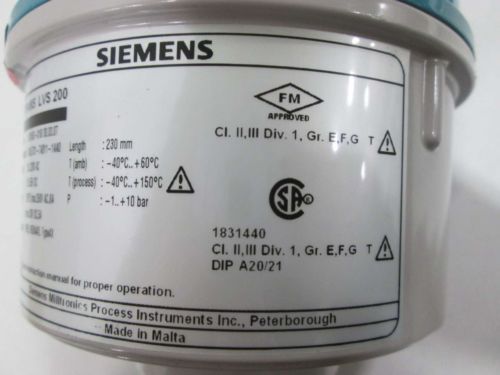 SIEMENS
LVS 200
FM
APPROVED
Cl. II,III Div. 1, Gr. E,F,G T
Length : 230 mm
T (amb) : –40°C..+60°C
T (process) : –40°C..+150°C
P : –1..+10 bar
SA
1831440
Cl. II,III Div. 1, Gr. E,F,G T
DIP A20/21
manual for proper operation.
Siemens Milltronics Process Instruments Inc., Peterborough
Made in Malta